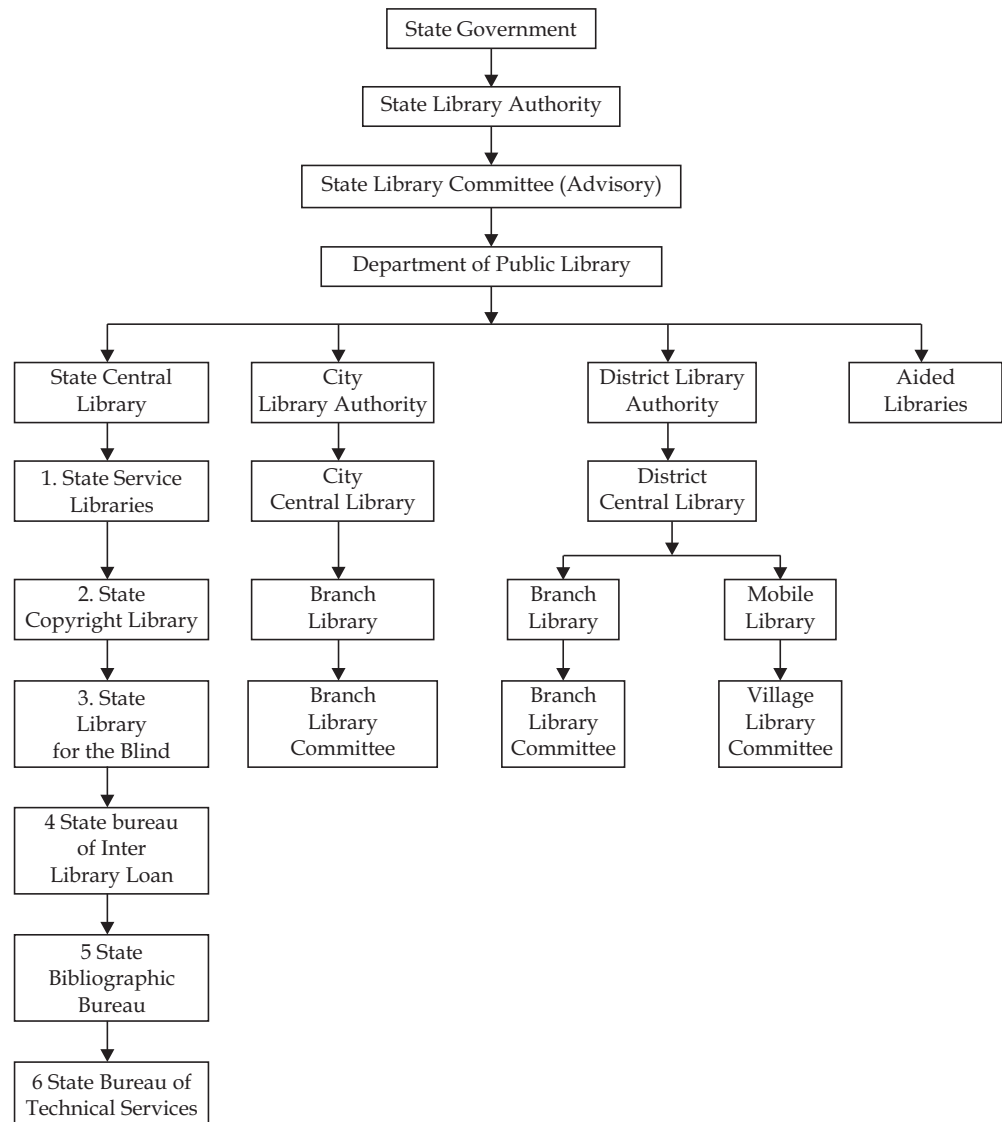 State Government
State Library Authority
State Library Committee (Advisory)
Department of Public Library
State Central
Library
City
Library Authority
District Library
Authority
Aided
Libraries
1. State Service
Libraries
City
Central Library
District
Central Library
2. State
Copyright Library
Branch
Library
Branch
Library
Mobile
Library
3. State
Library
for the Blind
Branch
Library
Committee
Branch
Library
Committee
Village
Library
Committee
4 State bureau
of Inter
Library Loan
5 State
Bibliographic
Bureau
6 State Bureau of
Technical Services